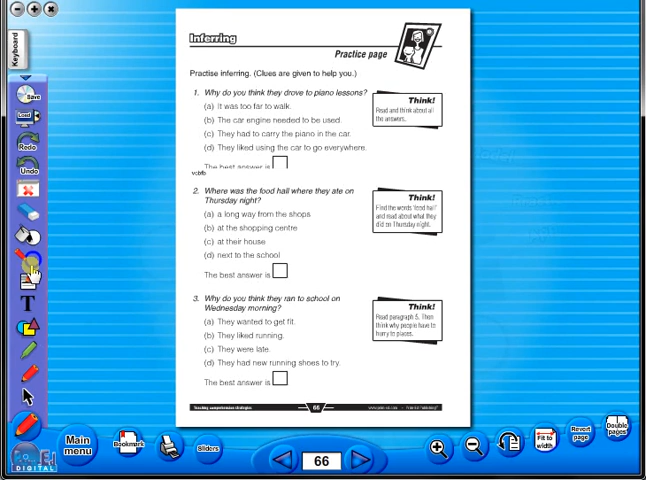 Keyboard
Save
Load
Redo
Undo
T
Inferring
Practice page
Practise inferring. (Clues are given to help you.)
1. Why do you think they drove to piano lessons?
(a) It was too far to walk.
(b) The car engine needed to be used.
(c) They had to carry the piano in the car.
(d) They liked using the car to go everywhere.
The best answer is
vcbfb
Think!
Read and think about all
the answers.
2. Where was the food hall where they ate on
Thursday night?
(a) a long way from the shops
(b) at the shopping centre
(c) at their house
(d) next to the school
The best answer is
Think!
Find the words 'food hall'
and read about what they
did on Thursday night.
3. Why do you think they ran to school on
Wednesday morning?
(a) They wanted to get fit.
(b) They liked running.
(c) They were late.
(d) They had new running shoes to try.
The best answer is
Think!
Read paragraph 5. Then
think why people have to
hurry to places.
Teaching comprehension strategies
66
DIGITAL
Main
menu
Bookmark
Sliders
66
Fit to
width
Revert
page
Double
pages